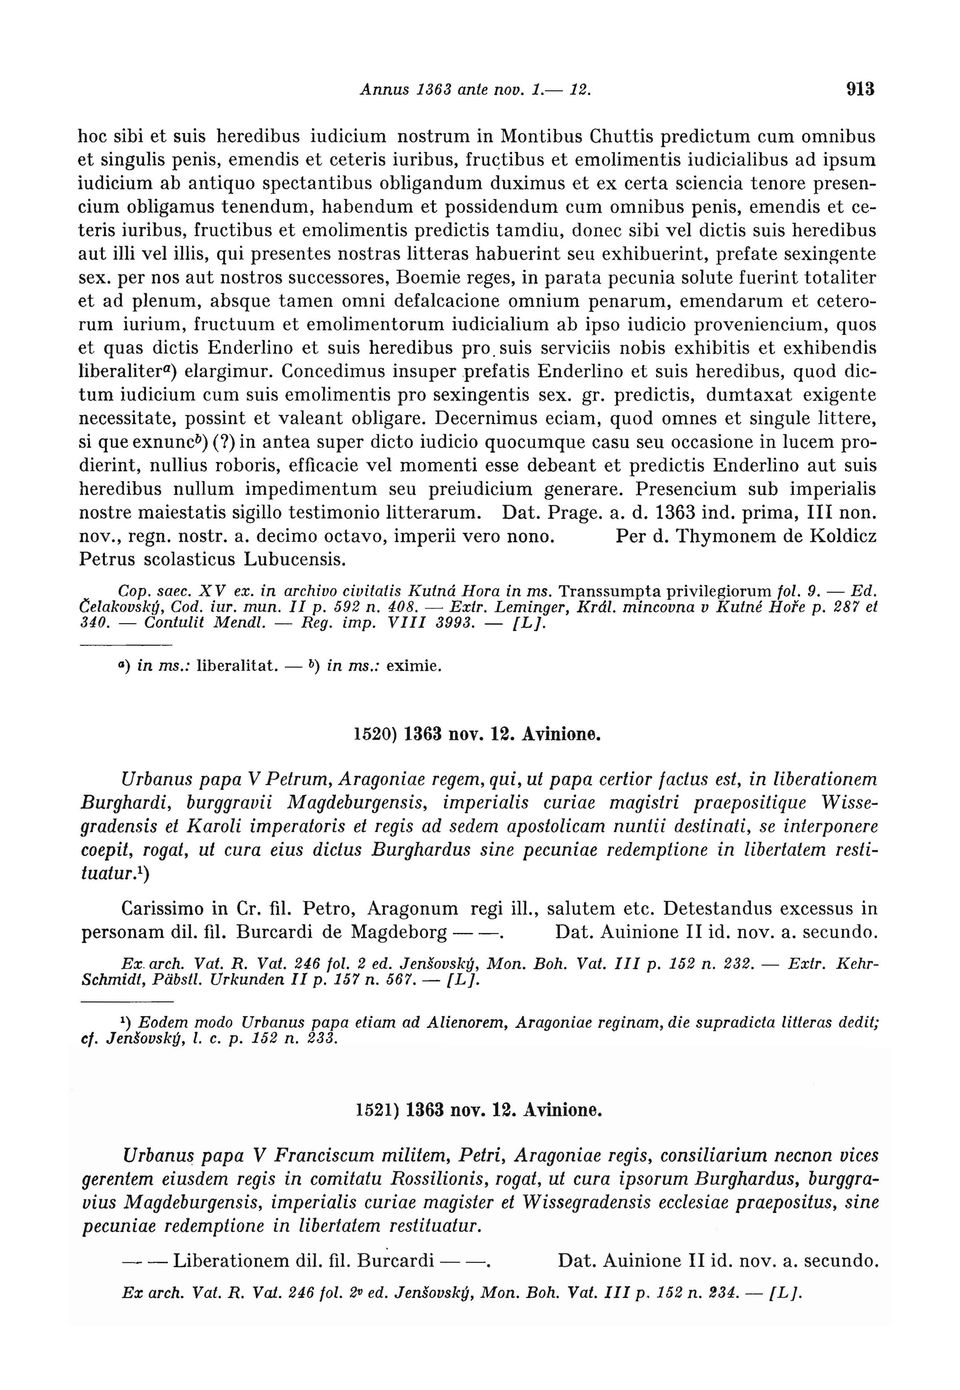 Annus 1363 ante nov. 1.— 12. 913
hoc sibi et suis heredibus iudicium nostrum in Montibus Chuttis predictum cum omnibus
et singulis penis, emendis et ceteris iuribus, fructibus et emolimentis iudicialibus ad ipsum
iudicium ab antiquo spectantibus obligandum duximus et ex certa sciencia tenore presen-
cium obligamus tenendum, habendum et possidendum cum omnibus penis, emendis et ce-
teris iuribus, fructibus et emolimentis predictis tamdiu, donec sibi vel dictis suis heredibus
aut illi vel illis, qui presentes nostras litteras habuerint seu exhibuerint, prefate sexingente
sex. per nos aut nostros successores, Boemie reges, in parata pecunia solute fuerint totaliter
et ad plenum, absque tamen omni defalcacione omnium penarum, emendarum et cetero-
rum iurium, fructuum et emolimentorum iudicialium ab ipso iudicio proveniencium, quos
et quas dictis Enderlino et suis heredibus pro suis serviciis nobis exhibitis et exhibendis
liberaliterᵃ) elargimur. Concedimus insuper prefatis Enderlino et suis heredibus, quod dic-
tum iudicium cum suis emolimentis pro sexingentis sex. gr. predictis, dumtaxat exigente
necessitate, possint et valeant obligare. Decernimus eciam, quod omnes et singule littere,
si que exnuncᵇ) (?) in antea super dicto iudicio quocumque casu seu occasione in lucem pro-
dierint, nullius roboris, efficacie vel momenti esse debeant et predictis Enderlino aut suis
heredibus nullum impedimentum seu preiudicium generare. Presencium sub imperialis
nostre maiestatis sigillo testimonio litterarum. Dat. Prage. a. d. 1363 ind. prima, III non.
nov., regn. nostr. a. decimo octavo, imperii vero nono. Per d. Thymonem de Koldicz
Petrus scolasticus Lubucensis.
Cop. saec. XV ex. in archivo civitatis Kutná Hora in ms. Transsumpta privilegiorum fol. 9. — Ed.
Čelakovský, Cod. iur. mun. II p. 592 n. 408. — Extr. Leminger, Král. mincovna v Kutné Hoře p. 287 et
340. — Contulit Mendl. — Reg. imp. VIII 3993. — [L].
ᵃ) in ms.: liberalitat. — ᵇ) in ms.: eximie.
1520) 1363 nov. 12. Avinione.
Urbanus papa V Petrum, Aragoniae regem, qui, ut papa certior factus est, in liberationem
Burghardi, burggravii Magdeburgensis, imperialis curiae magistri praepositique Wisse-
gradensis et Karoli imperatoris et regis ad sedem apostolicam nuntii destinati, se interponere
coepit, rogat, ut cura eius dictus Burghardus sine pecuniae redemptione in libertatem resti-
tuatur.¹)
Carissimo in Cr. fil. Petro, Aragonum regi ill., salutem etc. Detestandus excessus in
personam dil. fil. Burcardi de Magdeborg — —. Dat. Auinione II id. nov. a. secundo.
Ex arch. Vat. R. Vat. 246 fol. 2 ed. Jenšovský, Mon. Boh. Vat. III p. 152 n. 232. — Extr. Kehr-
Schmidt, Päbstl. Urkunden II p. 157 n. 567. — [L].
¹) Eodem modo Urbanus papa etiam ad Alienorem, Aragoniae reginam, die supradicta litteras dedit;
cf. Jenšovský, l. c. p. 152 n. 233.
1521) 1363 nov. 12. Avinione.
Urbanus papa V Franciscum militem, Petri, Aragoniae regis, consiliarium necnon vices
gerentem eiusdem regis in comitatu Rossilionis, rogat, ut cura ipsorum Burghardus, burggra-
vius Magdeburgensis, imperialis curiae magister et Wissegradensis ecclesiae praepositus, sine
pecuniae redemptione in libertatem restituatur.
— — Liberationem dil. fil. Burcardi — —. Dat. Auinione II id. nov. a. secundo.
Ex arch. Vat. R. Vat. 246 fol. 2ᵛ ed. Jenšovský, Mon. Boh. Vat. III p. 152 n. 234. — [L].